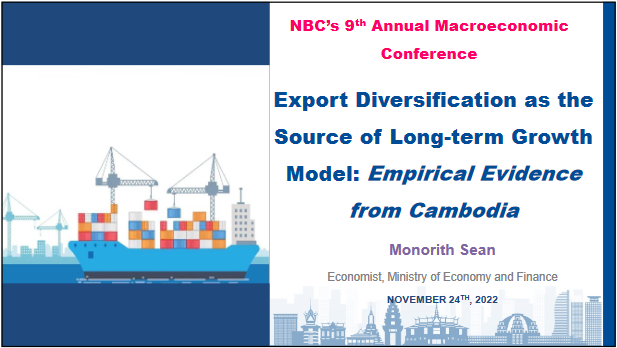 NBC's 9th Annual Macroeconomic
Conference
Export Diversification as the
Source of Long-term Growth
Model: Empirical Evidence
from Cambodia
Monorith Sean
Economist, Ministry of Economy and Finance
NOVEMBER 24TH, 2022